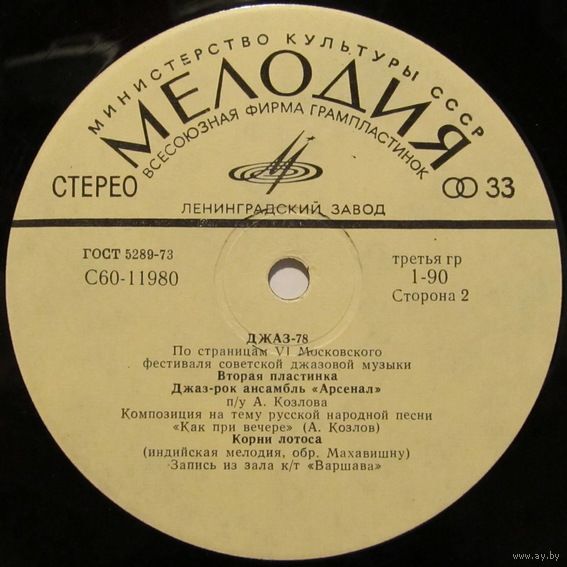 МИНИСТЕРСТВО КУЛЬТУРЫ СССР
МЕЛОДИЯ
ВСЕСОЮЗНАЯ ФИРМА ГРАМПЛАСТИНОК
СТЕРЕО
33
ЛЕНИНГРАДСКИЙ ЗАВОД
ГОСТ 5289-73
С60-11980
третья гр
1-90
Сторона 2
ДЖАЗ-78
По страницам VI Московского
фестиваля советской джазовой музыки
Вторая пластинка
Джаз-рок ансамбль «Арсенал»
п/у А. Козлова
Композиция на тему русской народной песни
«Как при вечере» (А. Козлов)
Корни лотоса
(индийская мелодия, обр. Махавишну)
Запись из зала к/т «Варшава»
www.ay.by